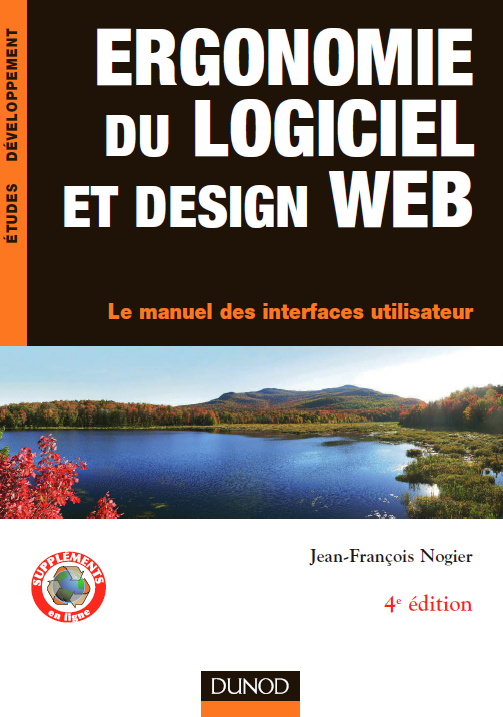 ÉTUDES DÉVELOPPEMENT
ERGONOMIE
DU LOGICIEL
ET DESIGN WEB
Le manuel des interfaces utilisateur
Jean-François Nogier
SUPPLÉMENTS
en ligne
4e édition
DUNOD